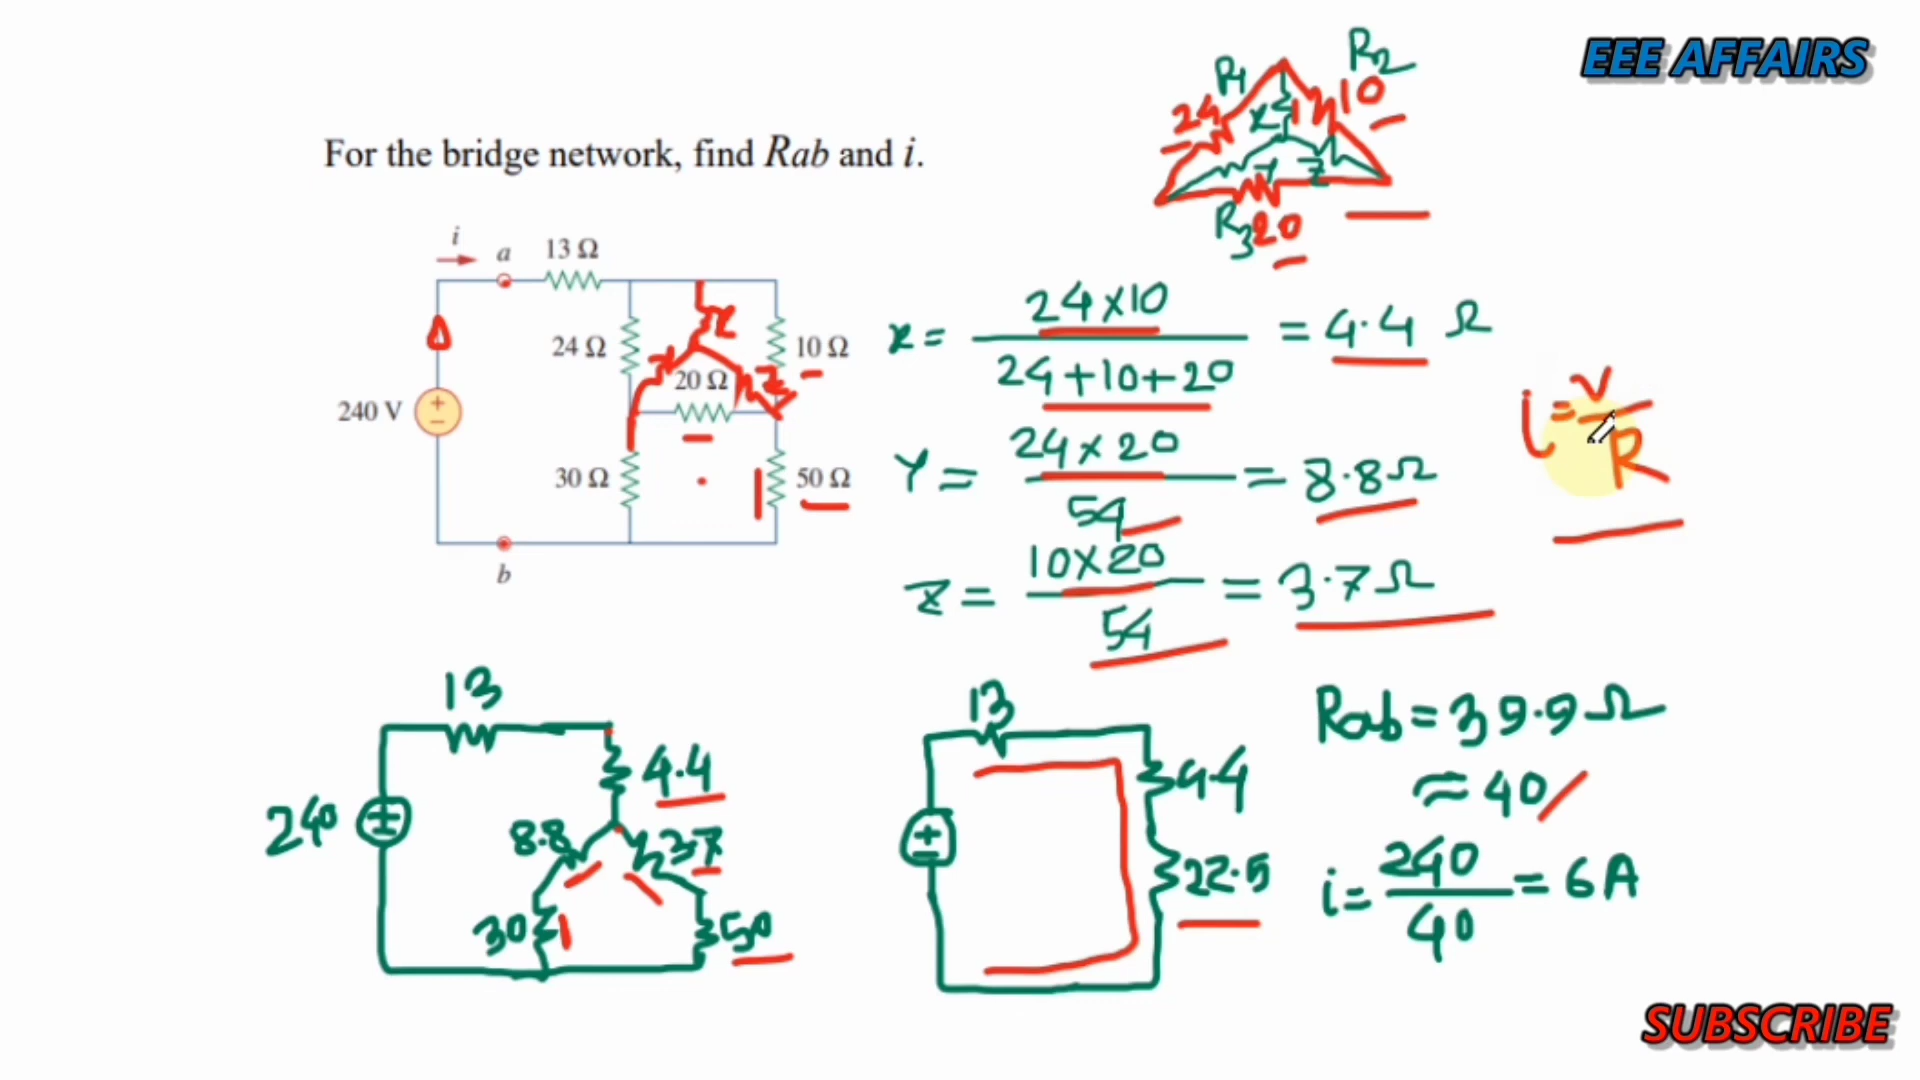 EEE AFFAIRS
For the bridge network, find Rab and i.
R1
R2
24
10
X
Y
Z
R3
20
i
a
13 Ω
24 Ω
10 Ω
20 Ω
240 V
30 Ω
50 Ω
b
x
Y
Z
x = 24×10 / 24+10+20 = 4.4 Ω
Y = 24×20 / 54 = 8.8Ω
Z = 10×20 / 54 = 3.7Ω
i = V / R
13
240
4.4
8.8
3.7
30
50
13
4.4
22.5
Rab = 39.9Ω
≈ 40
i = 240 / 40 = 6A
SUBSCRIBE